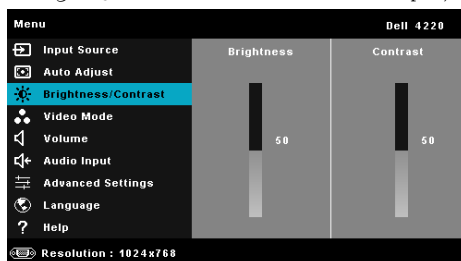 Menu Dell 4220
Input Source
Auto Adjust
Brightness/Contrast
Video Mode
Volume
Audio Input
Advanced Settings
Language
? Help
Resolution : 1024x768
Brightness Contrast
50 50